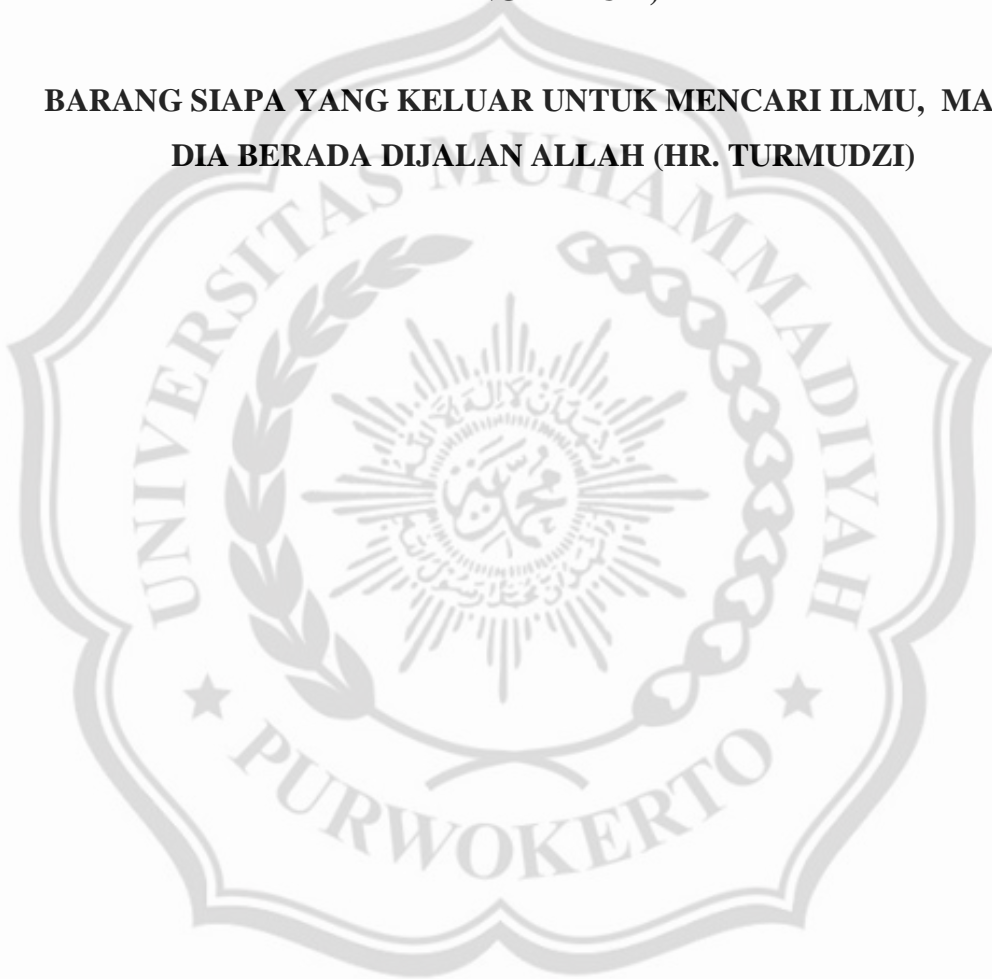 BARANG SIAPA YANG KELUAR UNTUK MENCARI ILMU, MA
DIA BERADA DIJALAN ALLAH (HR. TURMUDZI)
UNIVERSITAS MUHAMMADIYAH
PURWOKERTO